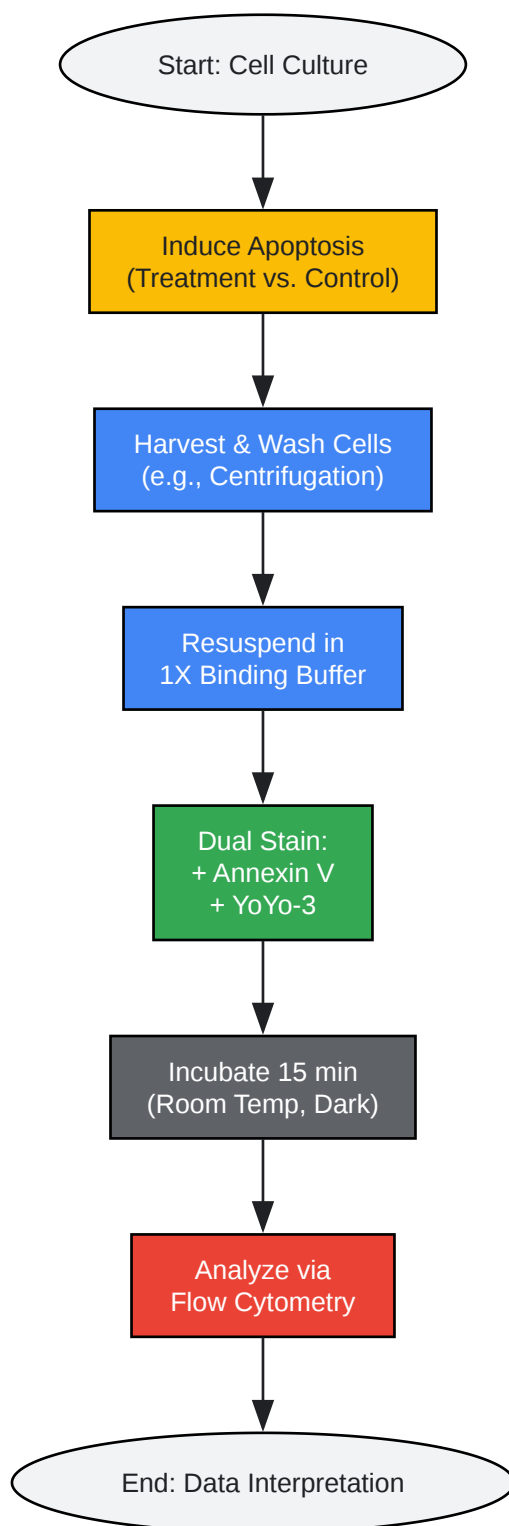 Start: Cell Culture
Induce Apoptosis
(Treatment vs. Control)
Harvest & Wash Cells
(e.g., Centrifugation)
Resuspend in
1X Binding Buffer
Dual Stain:
+ Annexin V
+ YoYo-3
Incubate 15 min
(Room Temp, Dark)
Analyze via
Flow Cytometry
End: Data Interpretation